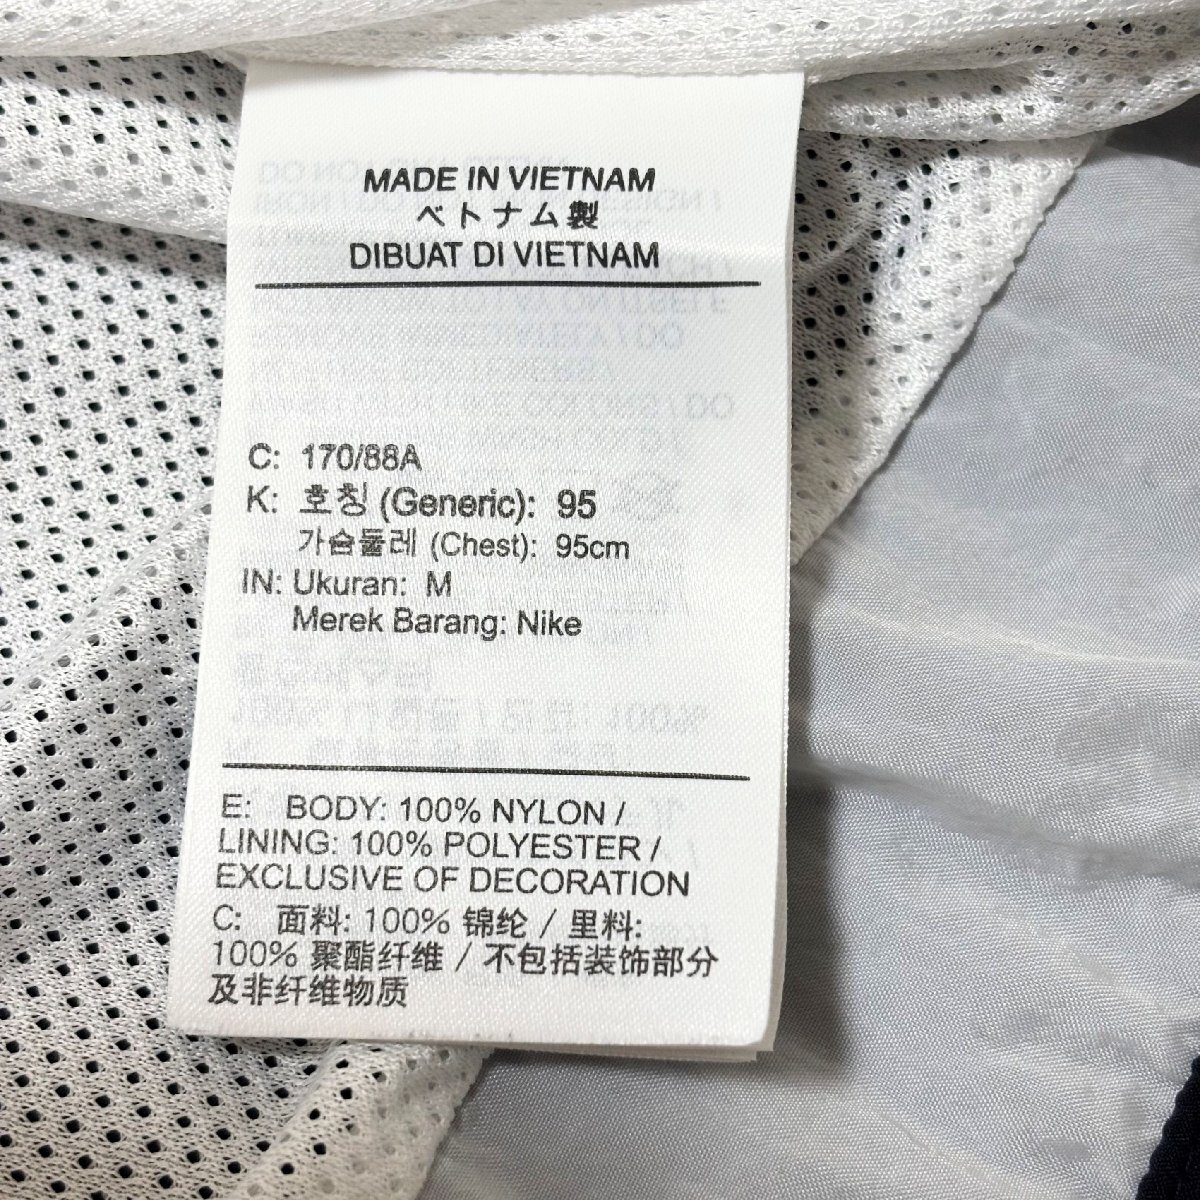 MADE IN VIETNAM
ベトナム製
DIBUAT DI VIETNAM
C: 170/88A
K: 호칭 (Generic): 95
가슴둘레 (Chest): 95cm
IN: Ukuran: M
Merek Barang: Nike
E: BODY: 100% NYLON /
LINING: 100% POLYESTER /
EXCLUSIVE OF DECORATION
C: 面料: 100% 锦纶 / 里料:
100% 聚酯纤维 / 不包括装饰部分
及非纤维物质